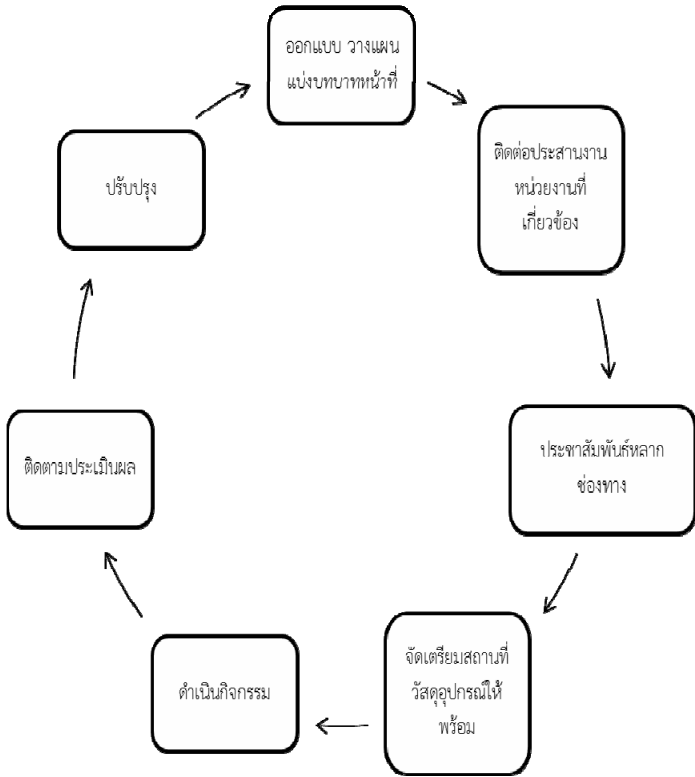 ออกแบบ วางแผน
แบ่งบทบาทหน้าที่
ติดต่อประสานงาน
หน่วยงานที่
เกี่ยวข้อง
ประชาสัมพันธ์หลาก
ช่องทาง
จัดเตรียมสถานที่
วัสดุอุปกรณ์ให้
พร้อม
ดำเนินกิจกรรม
ติดตามประเมินผล
ปรับปรุง